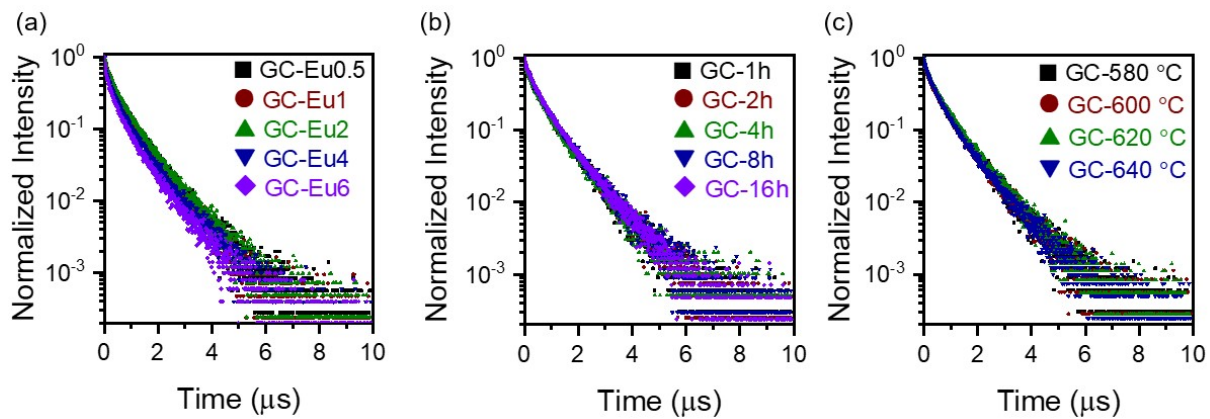 (a)
Normalized Intensity
10⁰
10⁻¹
10⁻²
10⁻³
GC-Eu0.5
GC-Eu1
GC-Eu2
GC-Eu4
GC-Eu6
0 2 4 6 8 10
Time (μs)
(b)
Normalized Intensity
10⁰
10⁻¹
10⁻²
10⁻³
GC-1h
GC-2h
GC-4h
GC-8h
GC-16h
0 2 4 6 8 10
Time (μs)
(c)
Normalized Intensity
10⁰
10⁻¹
10⁻²
10⁻³
GC-580 °C
GC-600 °C
GC-620 °C
GC-640 °C
0 2 4 6 8 10
Time (μs)